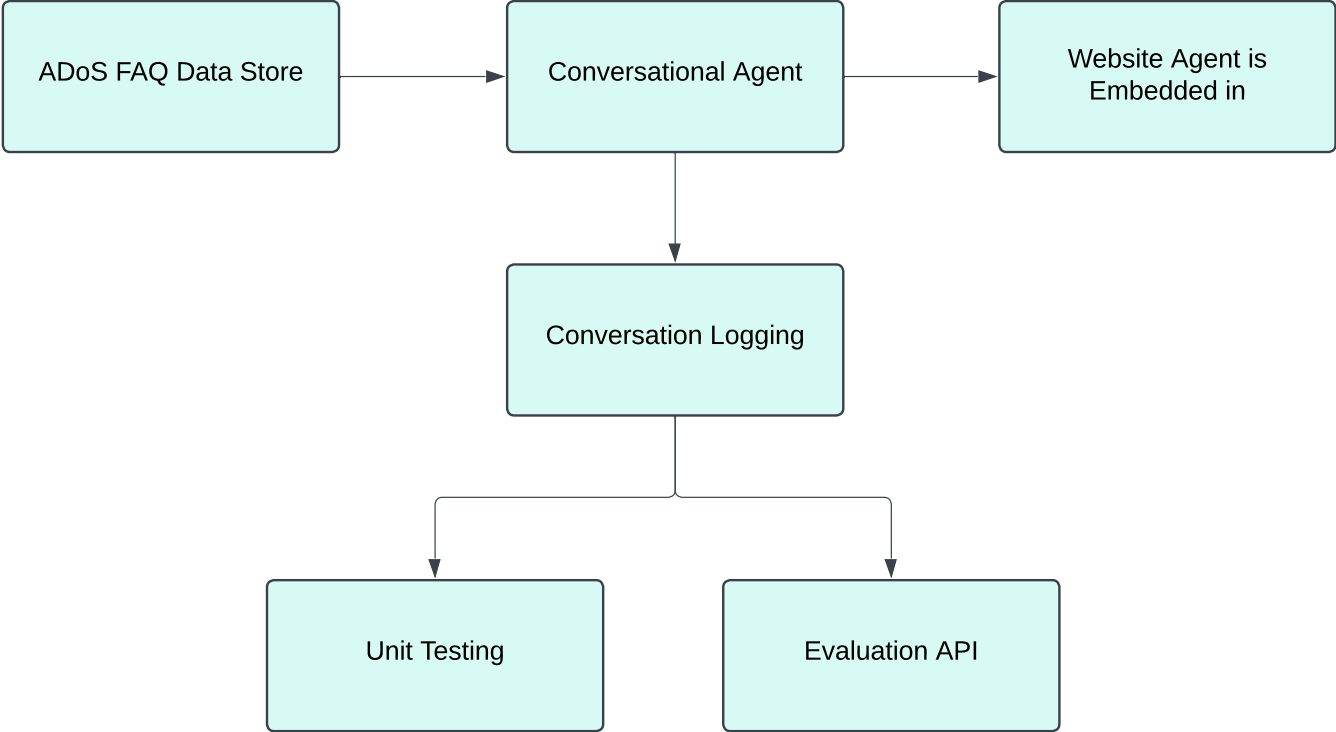 ADoS FAQ Data Store
Conversational Agent
Website Agent is
Embedded in
Conversation Logging
Unit Testing
Evaluation API